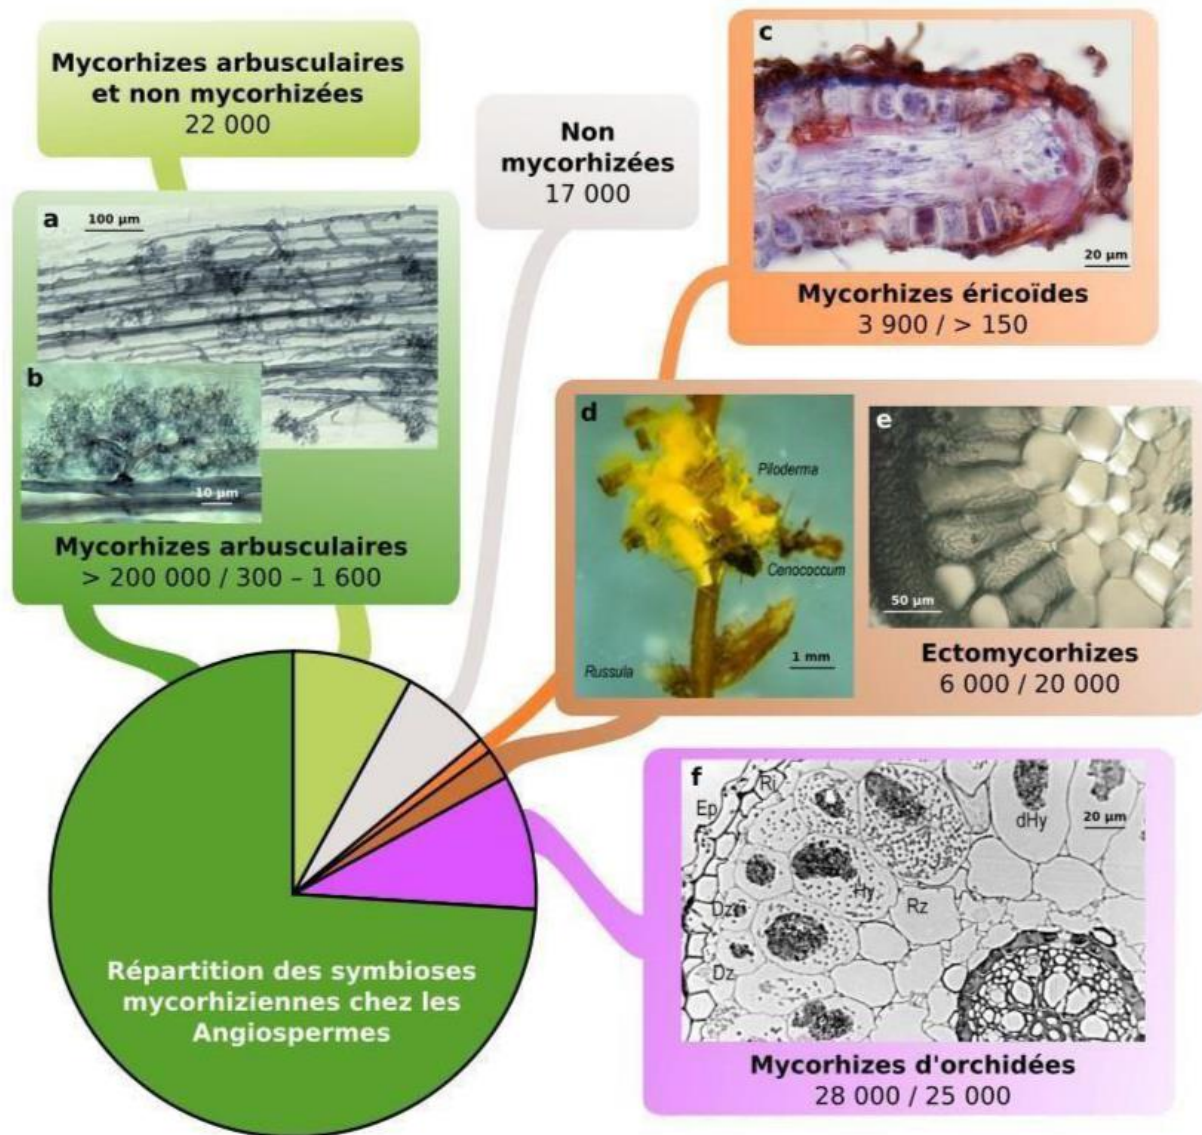 Mycorhizes arbusculaires
et non mycorhizées
22 000
Non
mycorhizées
17 000
a
100 µm
b
10 µm
Mycorhizes arbusculaires
> 200 000 / 300 – 1 600
c
20 µm
Mycorhizes éricoïdes
3 900 / > 150
d
Piloderma
Cenococcum
Russula
1 mm
e
50 µm
Ectomycorhizes
6 000 / 20 000
f
Ri
Ep
dHy
20 µm
Hy
Rz
Dz
Dz
Mycorhizes d'orchidées
28 000 / 25 000
Répartition des symbioses
mycorhiziennes chez les
Angiospermes